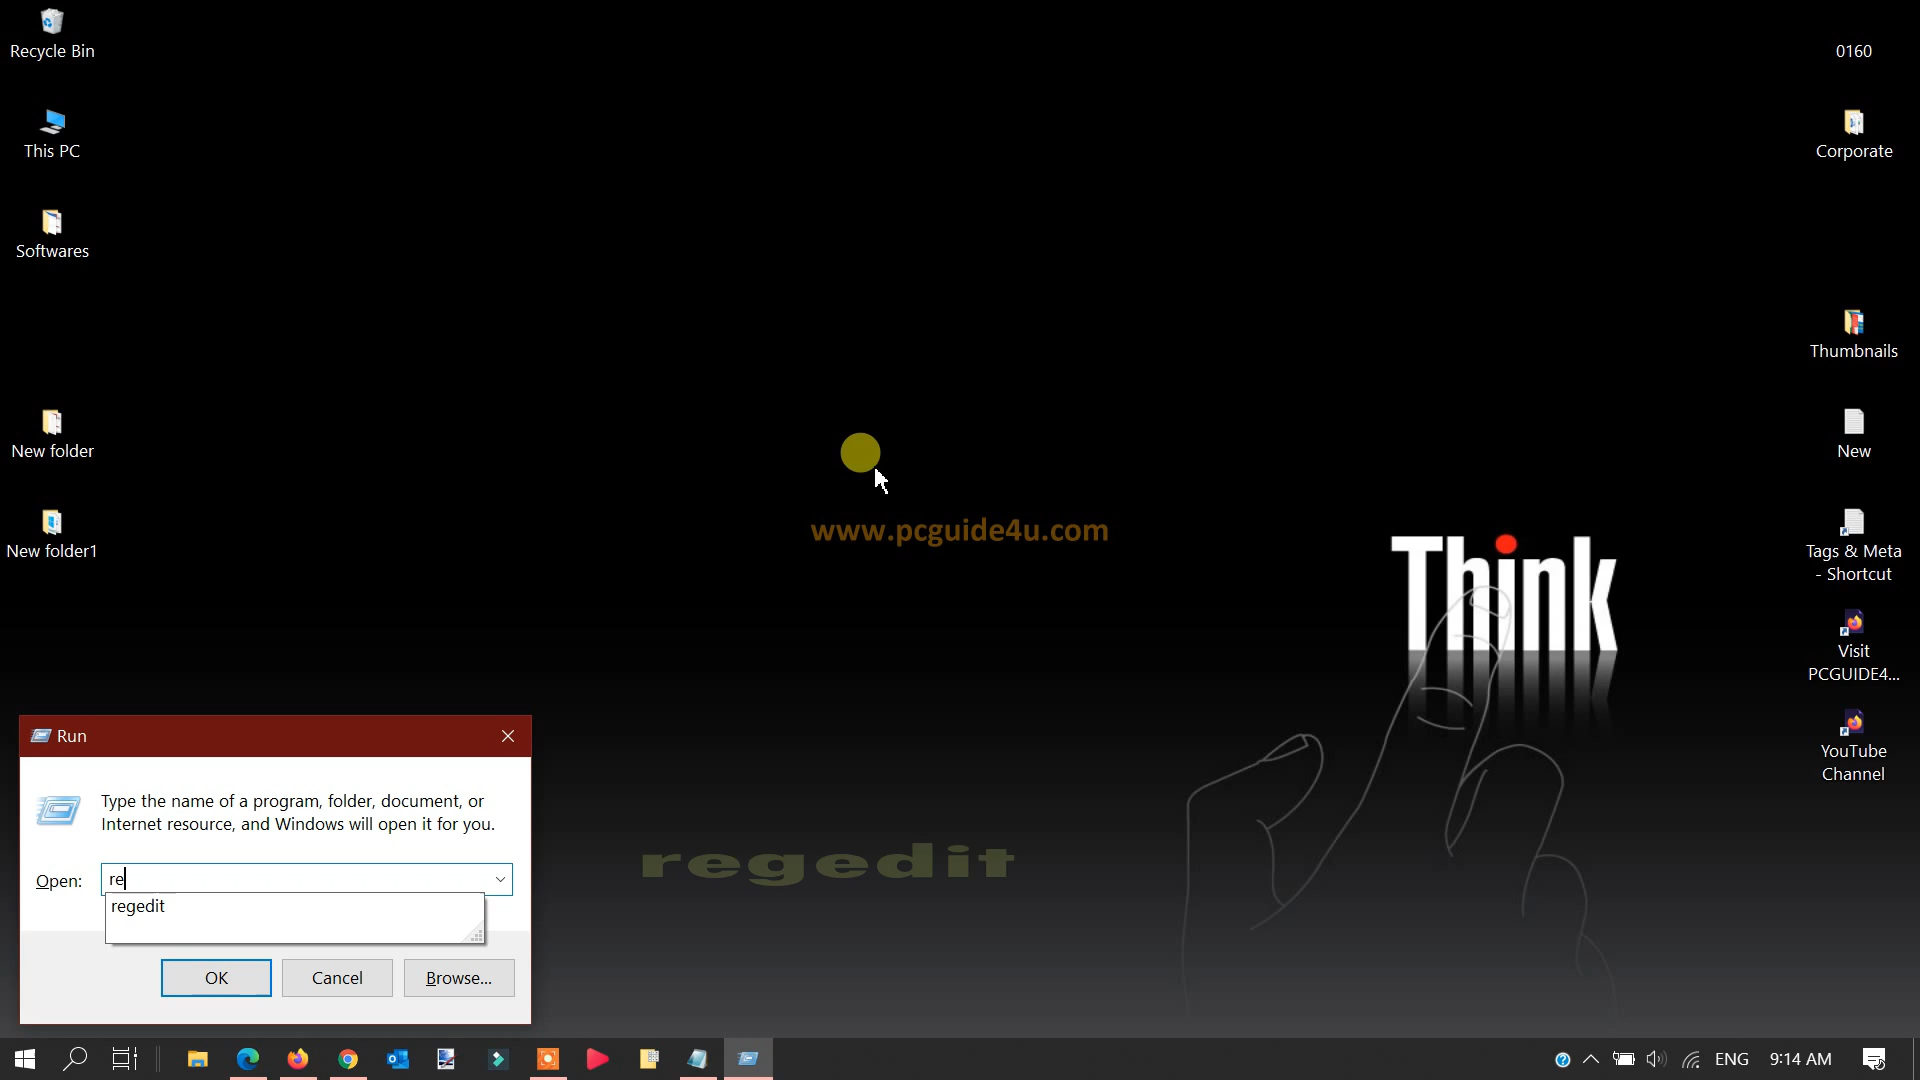 Recycle Bin
0160
This PC
Corporate
Softwares
Thumbnails
New folder
New
www.pcguide4u.com
New folder1
Tags & Meta
- Shortcut
Think
Visit
PCGUIDE4...
YouTube
Channel
Run
Type the name of a program, folder, document, or
Internet resource, and Windows will open it for you.
Open:
re
regedit
regedit
OK
Cancel
Browse...
ENG
9:14 AM